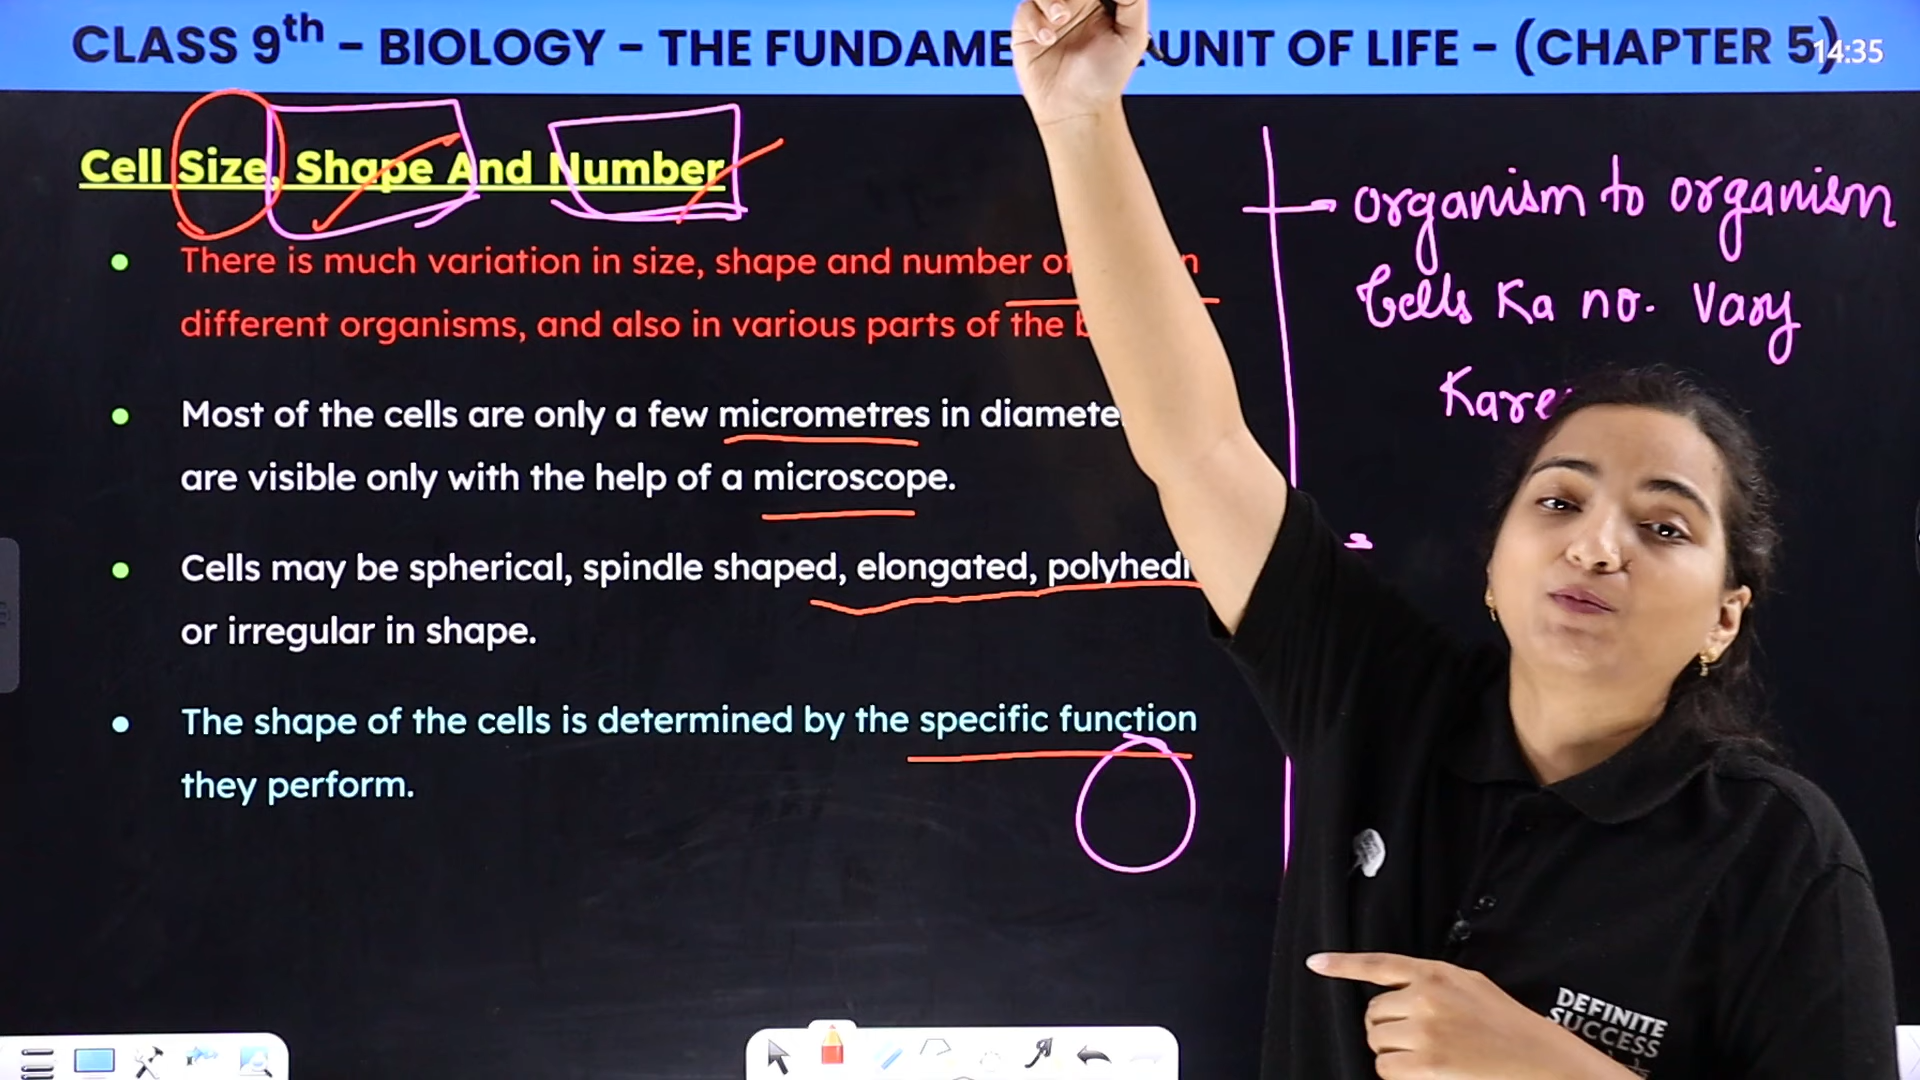 CLASS 9th - BIOLOGY - THE FUNDAME UNIT OF LIFE - (CHAPTER 5)
14:35
Cell Size, Shape And Number
There is much variation in size, shape and number of
different organisms, and also in various parts of the
Most of the cells are only a few micrometres in
are visible only with the help of a microscope.
Cells may be spherical, spindle shaped, elongated,
or irregular in shape.
The shape of the cells is determined by the specific function
they perform.
organism to organism
Cells Ka no. Vary
DEFINITE
SUCCESS